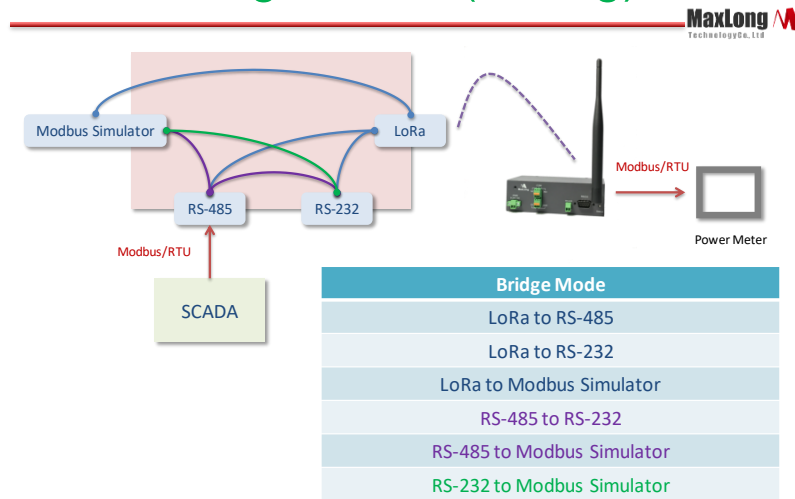 MaxLong
TechnologyCo.,Ltd
Modbus Simulator
LoRa
RS-485
RS-232
Modbus/RTU
SCADA
Modbus/RTU
Power Meter
Bridge Mode
LoRa to RS-485
LoRa to RS-232
LoRa to Modbus Simulator
RS-485 to RS-232
RS-485 to Modbus Simulator
RS-232 to Modbus Simulator